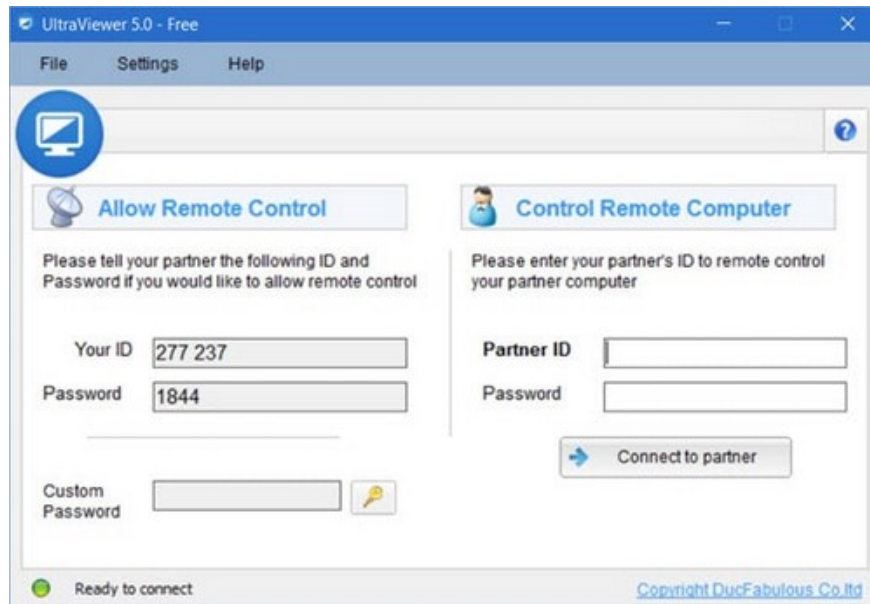 UltraViewer 5.0 - Free
File Settings Help
Allow Remote Control
Please tell your partner the following ID and
Password if you would like to allow remote control
Your ID 277 237
Password 1844
Custom
Password
Control Remote Computer
Please enter your partner's ID to remote control
your partner computer
Partner ID
Password
Connect to partner
Ready to connect
Copyright DucFabulous Co.ltd